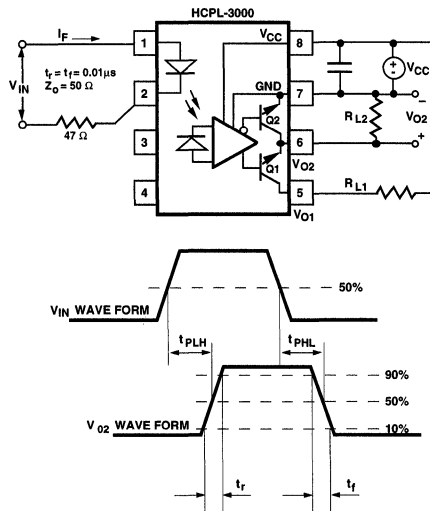 HCPL-3000
I_F
1
V_CC
8
V_IN
t_r = t_f = 0.01µs
Z_O = 50 Ω
2
GND
7
V_CC
+
-
47 Ω
3
Q2
R_L2
–
V_O2
+
6
V_O2
4
Q1
5
V_O1
R_L1
50%
V_IN WAVE FORM
t_PLH
t_PHL
90%
50%
V_O2 WAVE FORM
10%
t_r
t_f